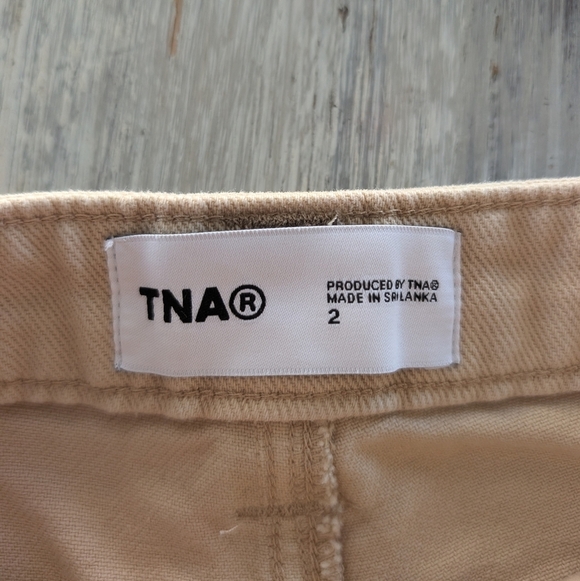 TNA®
PRODUCED BY TNA®
MADE IN SRI LANKA
2